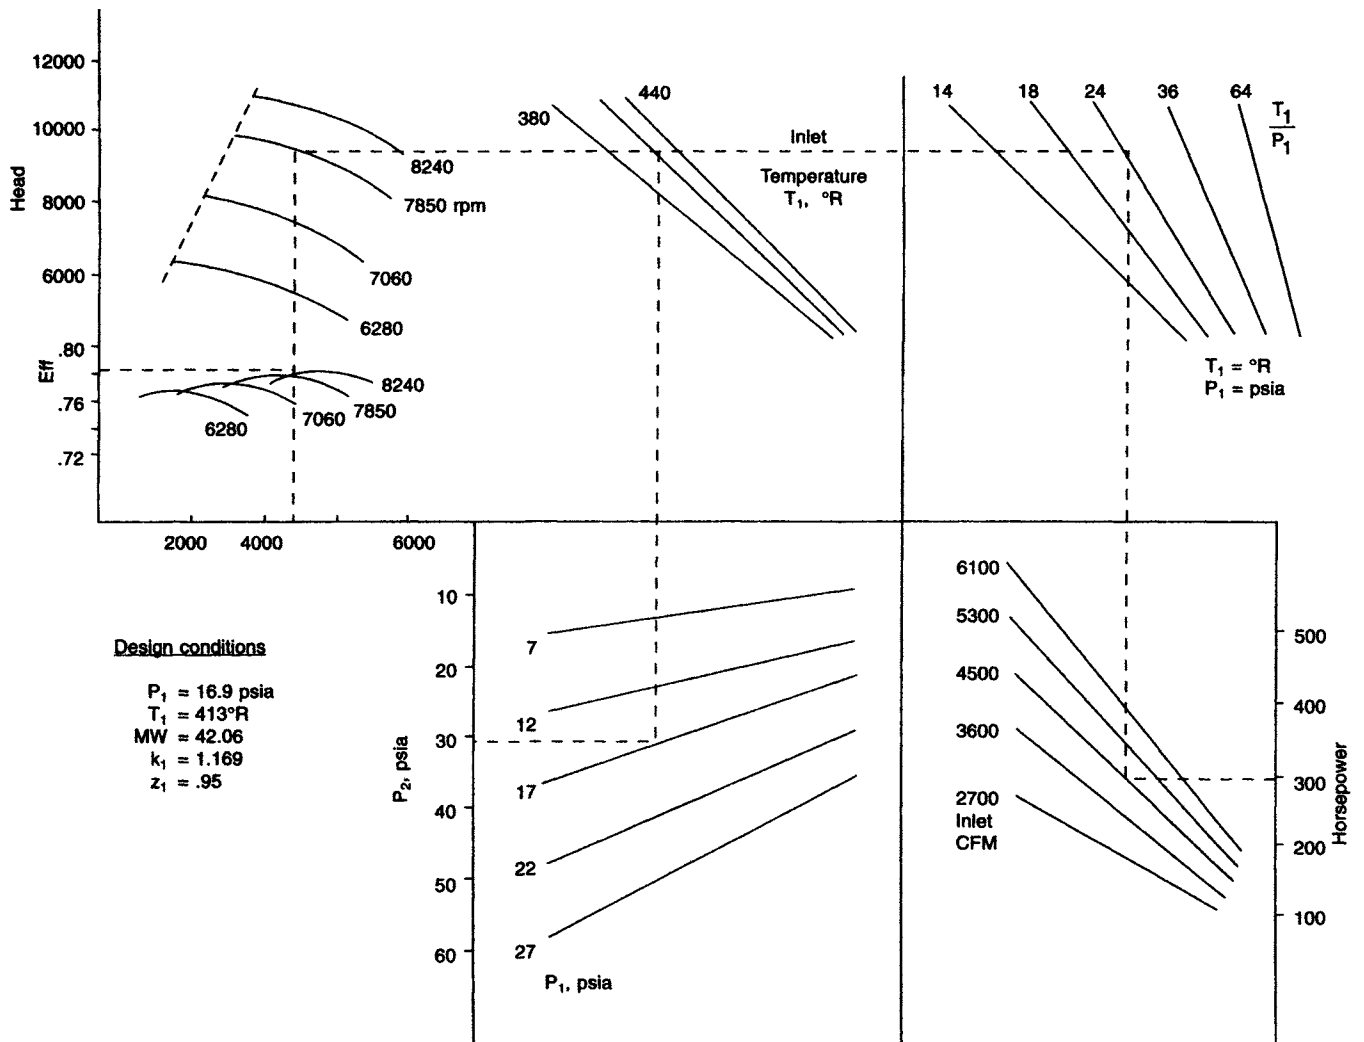 12000
10000
8000
6000
Head
.80
.76
.72
Eff
8240
7850 rpm
7060
6280
8240
7850
7060
6280
2000
4000
6000
380
440
Inlet
Temperature
T₁, °R
14
18
24
36
64
T₁
P₁
T₁ = °R
P₁ = psia
Design conditions
P₁ = 16.9 psia
T₁ = 413°R
MW = 42.06
k₁ = 1.169
z₁ = .95
10
20
30
40
50
60
P₂, psia
7
12
17
22
27
P₁, psia
6100
5300
4500
3600
2700
Inlet
CFM
500
400
300
200
100
Horsepower